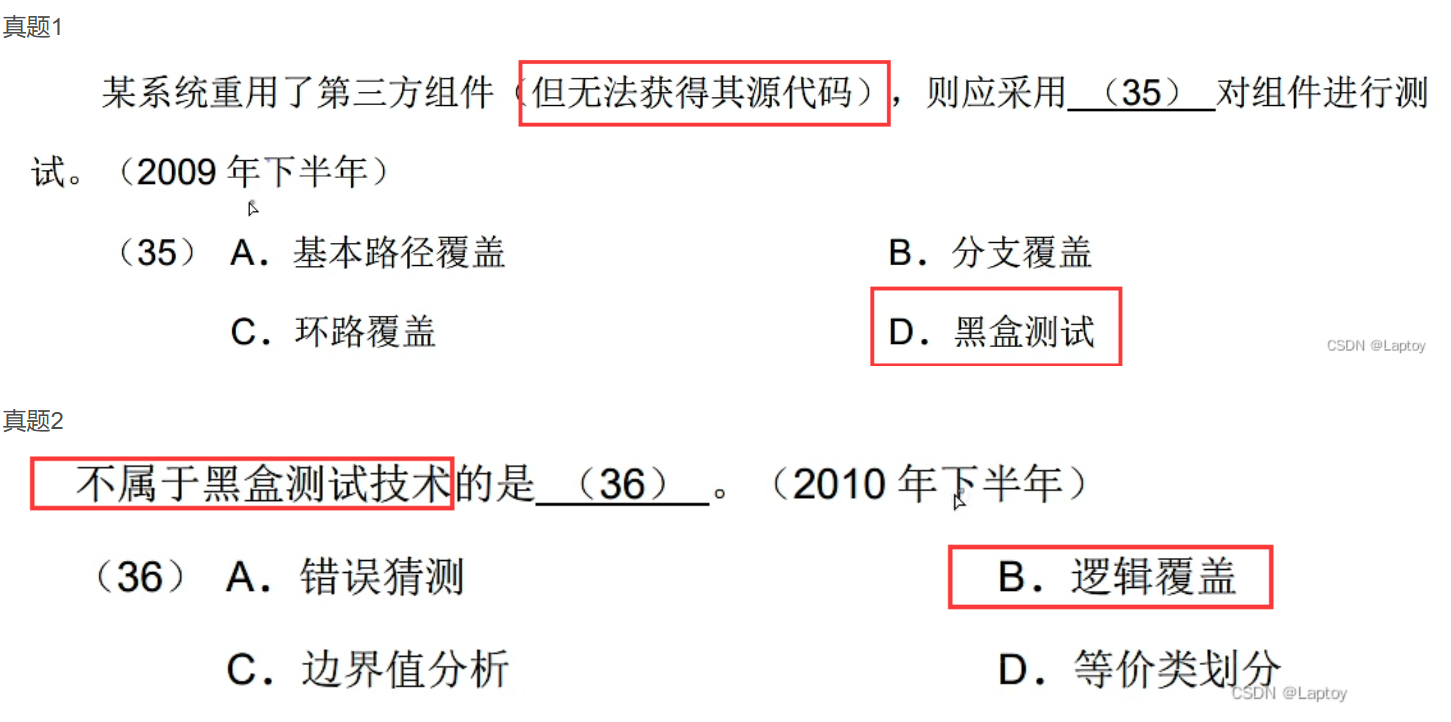 真题1
某系统重用了第三方组件（但无法获得其源代码），则应采用 （35） 对组件进行测
试。（2009 年下半年）
（35） A．基本路径覆盖 B．分支覆盖
C．环路覆盖 D．黑盒测试
CSDN @Laptoy
真题2
不属于黑盒测试技术的是 （36） 。（2010 年下半年）
（36） A．错误猜测 B．逻辑覆盖
C．边界值分析 D．等价类划分
CSDN @Laptoy